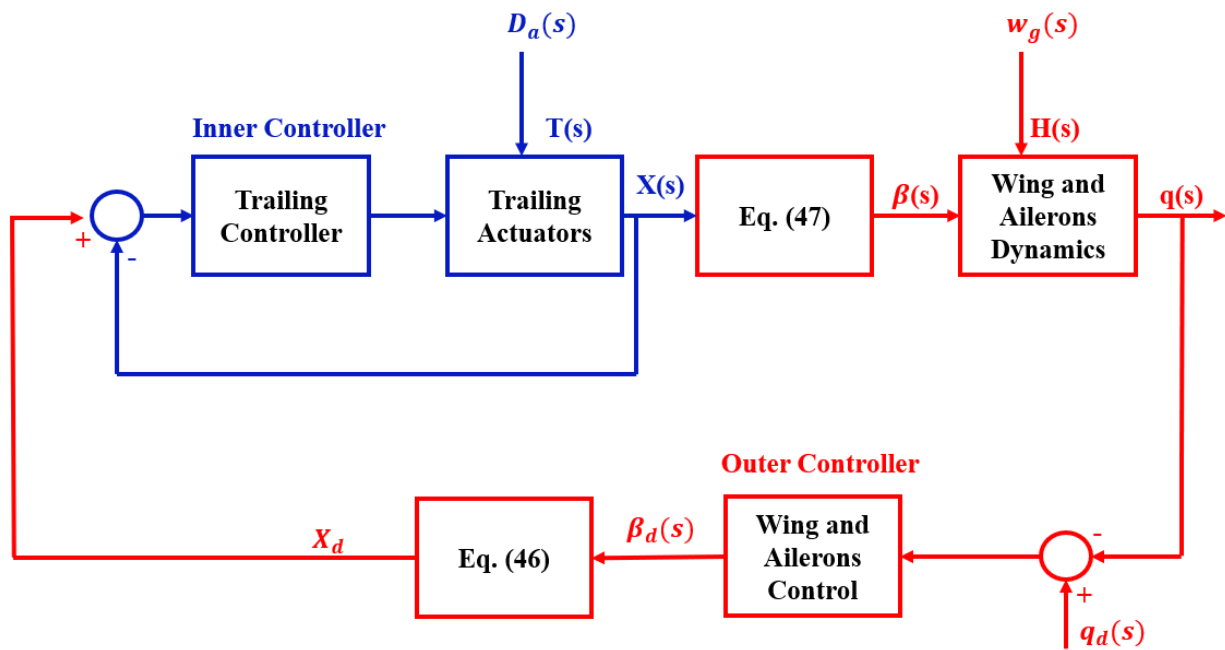 D_a(s)
w_g(s)
Inner Controller
T(s)
H(s)
Trailing
Controller
Trailing
Actuators
X(s)
Eq. (47)
β(s)
Wing and
Ailerons
Dynamics
q(s)
+
-
Outer Controller
X_d
Eq. (46)
β_d(s)
Wing and
Ailerons
Control
-
+
q_d(s)